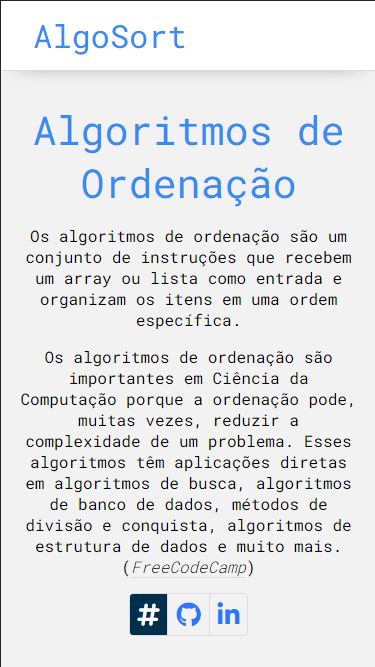 AlgoSort
Algoritmos de
Ordenação
Os algoritmos de ordenação são um
conjunto de instruções que recebem
um array ou lista como entrada e
organizam os itens em uma ordem
específica.
Os algoritmos de ordenação são
importantes em Ciência da
Computação porque a ordenação pode,
muitas vezes, reduzir a
complexidade de um problema. Esses
algoritmos têm aplicações diretas
em algoritmos de busca, algoritmos
de banco de dados, métodos de
divisão e conquista, algoritmos de
estrutura de dados e muito mais.
(FreeCodeCamp)
# in